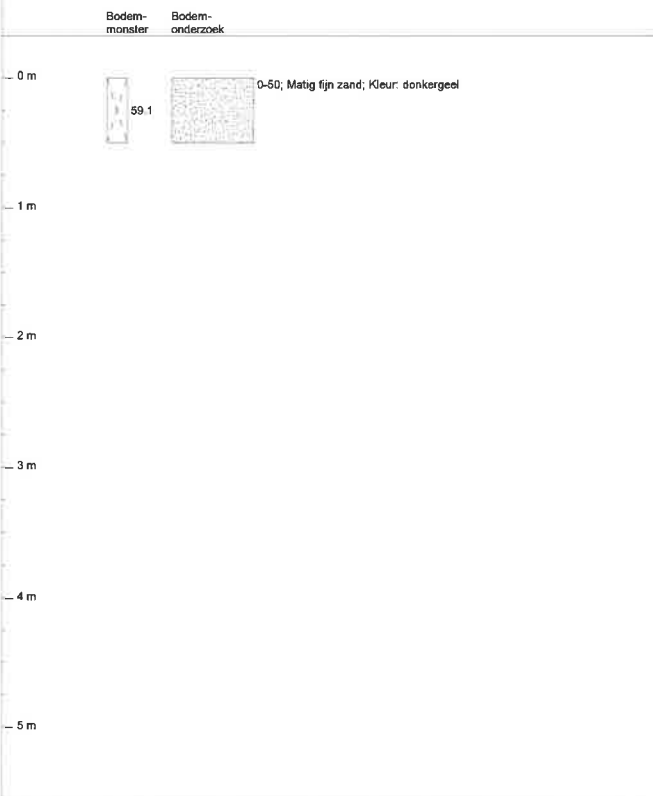 Bodem-
monster
Bodem-
onderzoek
0 m
0-50; Matig fijn zand; Kleur: donkergeel
59.1
1 m
2 m
3 m
4 m
5 m